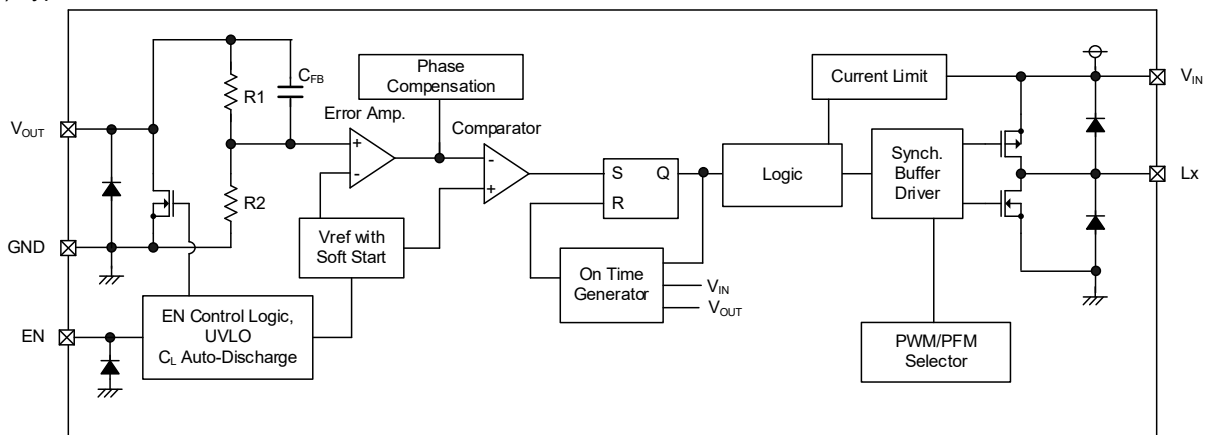 Phase
Compensation
Current Limit
C_FB
R1
V_IN
Error Amp.
Comparator
V_OUT
+
-
-
+
S
Q
R
Logic
Synch.
Buffer
Driver
Lx
R2
GND
Vref with
Soft Start
On Time
Generator
V_IN
V_OUT
EN
EN Control Logic,
UVLO
C_L Auto-Discharge
PWM/PFM
Selector